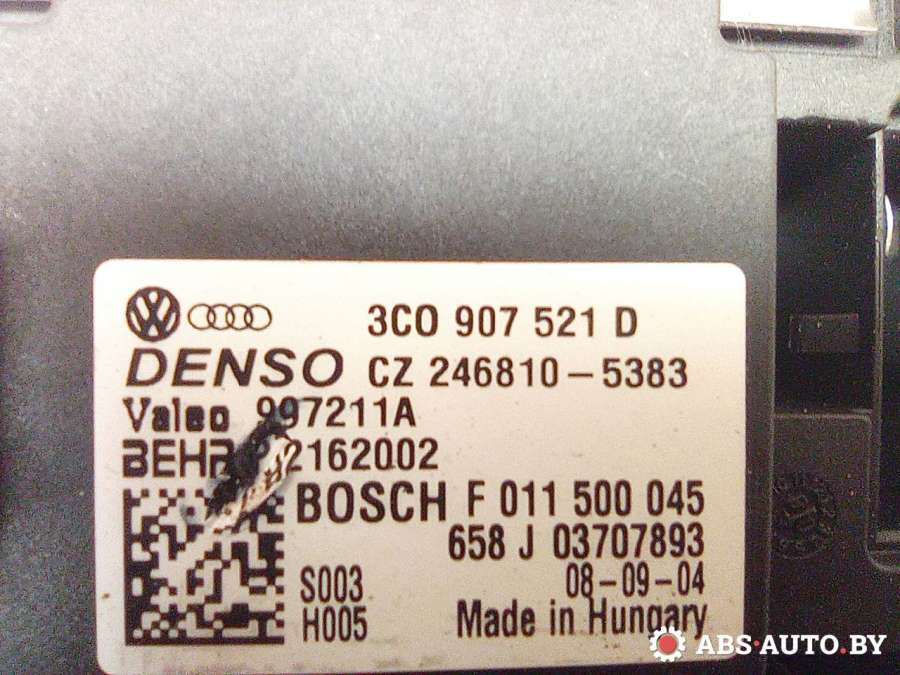 3C0 907 521 D
DENSO CZ 246810-5383
Valeo 997211A
BEHR 2162002
BOSCH F 011 500 045
658 J 03707893
S003 08-09-04
H005 Made in Hungary
ABS-AUTO.BY